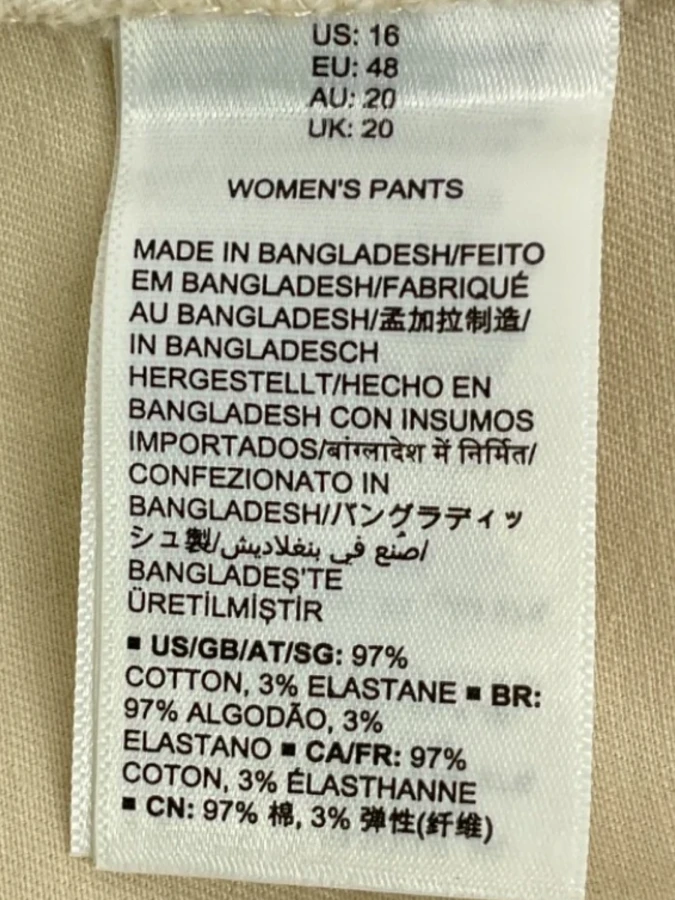 US: 16
EU: 48
AU: 20
UK: 20
WOMEN'S PANTS
MADE IN BANGLADESH/FEITO
EM BANGLADESH/FABRIQUÉ
AU BANGLADESH/孟加拉制造/
IN BANGLADESCH
HERGESTELLT/HECHO EN
BANGLADESH CON INSUMOS
IMPORTADOS/बांग्लादेश में निर्मित/
CONFEZIONATO IN
BANGLADESH/バングラディッ
シュ製/صُنع في بنغلاديش/
BANGLADEŞ'TE
ÜRETİLMİŞTİR
▪ US/GB/AT/SG: 97%
COTTON, 3% ELASTANE ▪ BR:
97% ALGODÃO, 3%
ELASTANO ▪ CA/FR: 97%
COTON, 3% ÉLASTHANNE
▪ CN: 97% 棉, 3% 弹性(纤维)